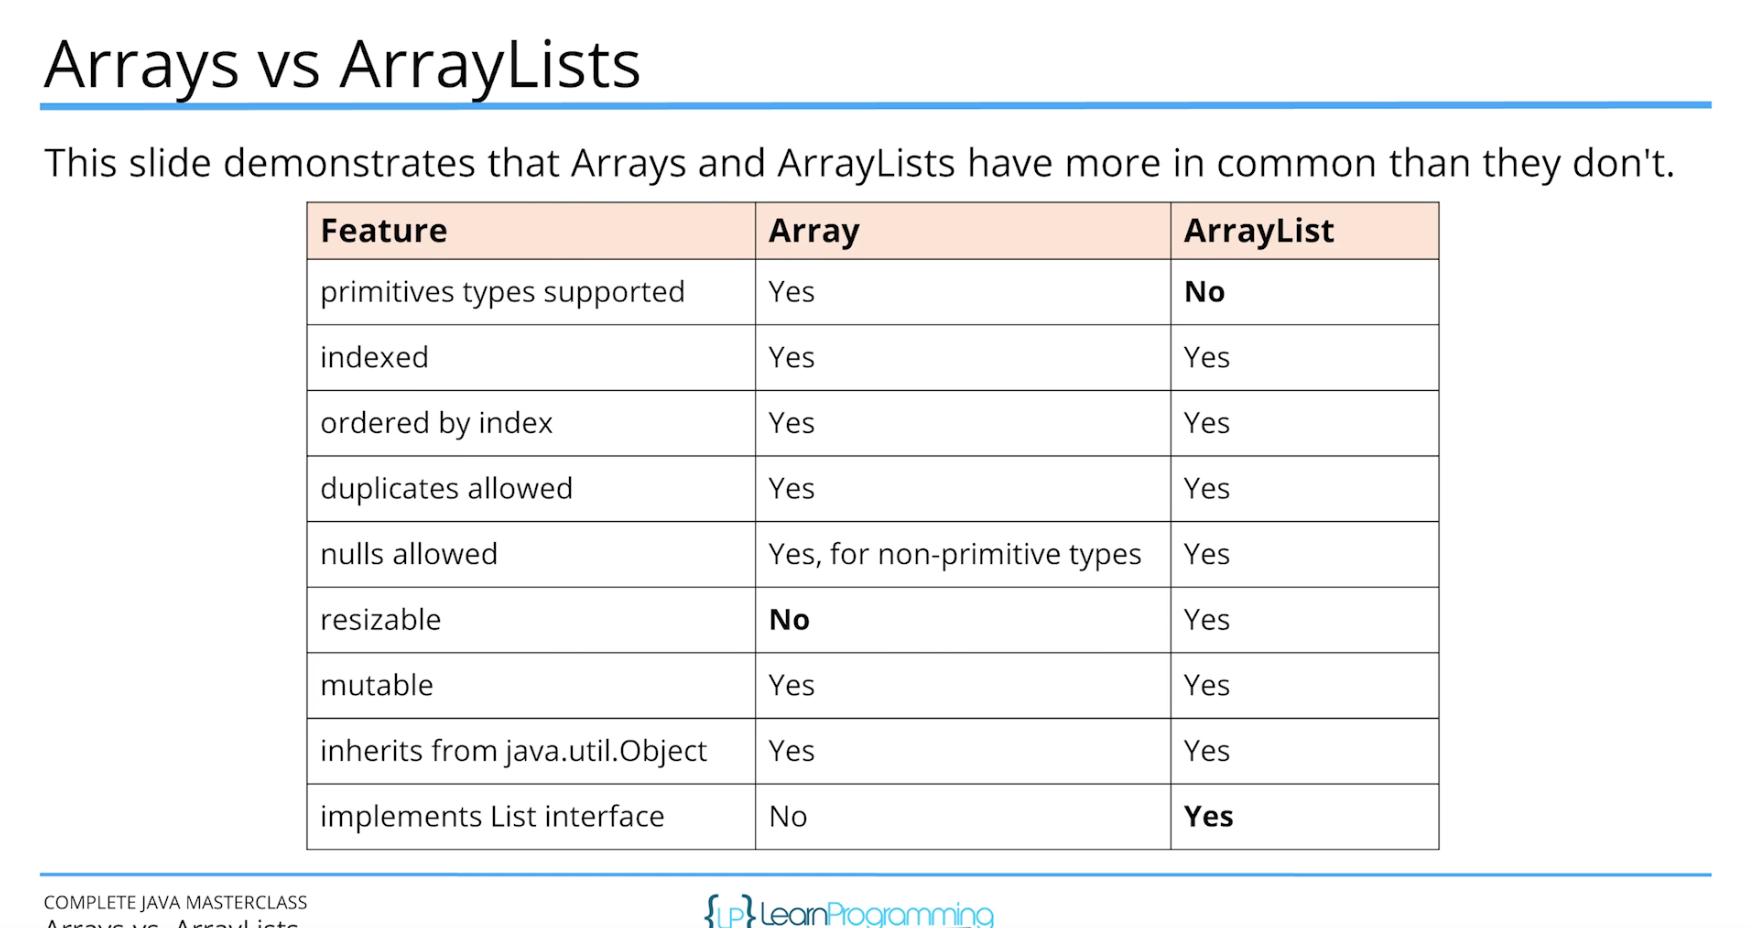 Arrays vs ArrayLists
This slide demonstrates that Arrays and ArrayLists have more in common than they don't.
Feature Array ArrayList
primitives types supported Yes No
indexed Yes Yes
ordered by index Yes Yes
duplicates allowed Yes Yes
nulls allowed Yes, for non-primitive types Yes
resizable No Yes
mutable Yes Yes
inherits from java.util.Object Yes Yes
implements List interface No Yes
COMPLETE JAVA MASTERCLASS
{LP} LearnProgramming
Arrays vs. ArrayLists